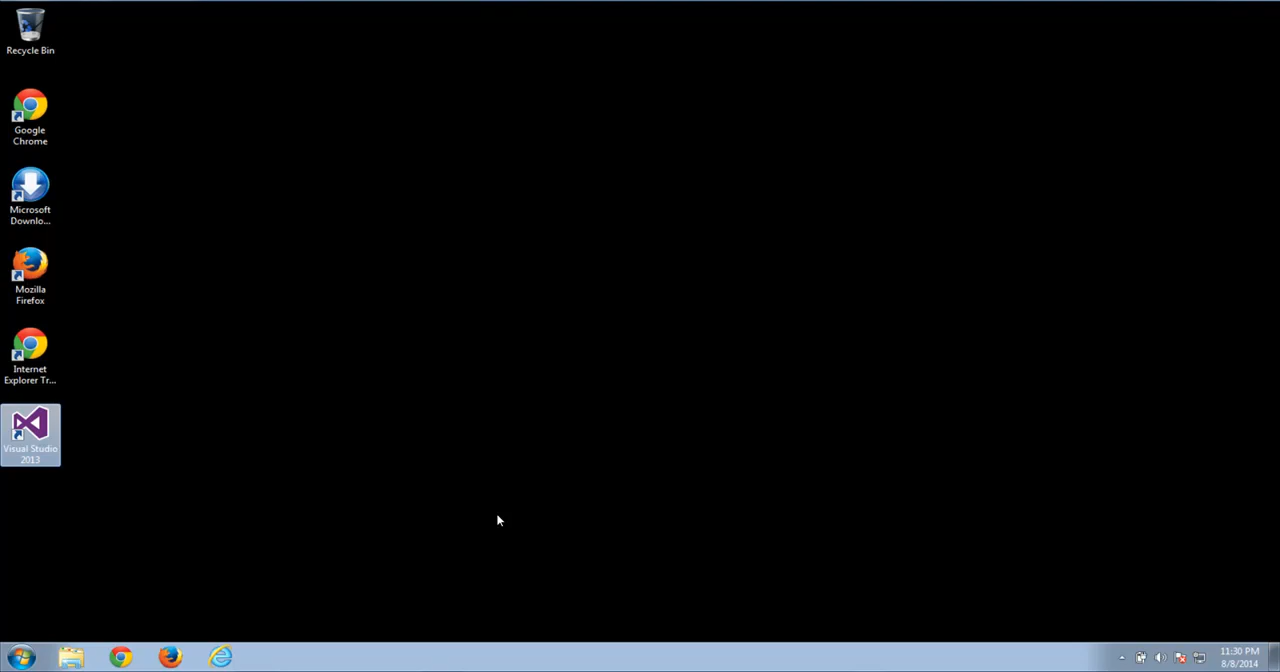 Recycle Bin
Google
Chrome
Microsoft
Downlo...
Mozilla
Firefox
Internet
Explorer Tr...
Visual Studio
2013
11:30 PM
8/8/2014